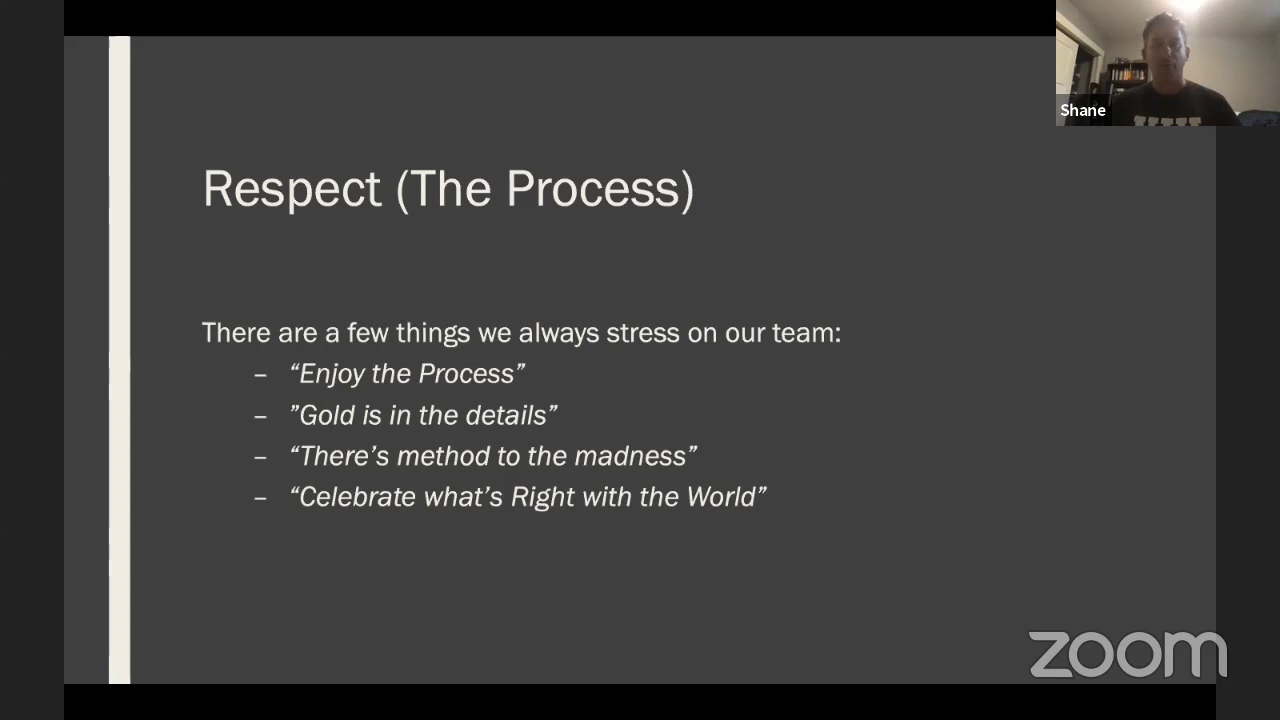 Shane
Respect (The Process)
There are a few things we always stress on our team:
– “Enjoy the Process”
– ”Gold is in the details”
– “There’s method to the madness”
– “Celebrate what’s Right with the World”
zoom